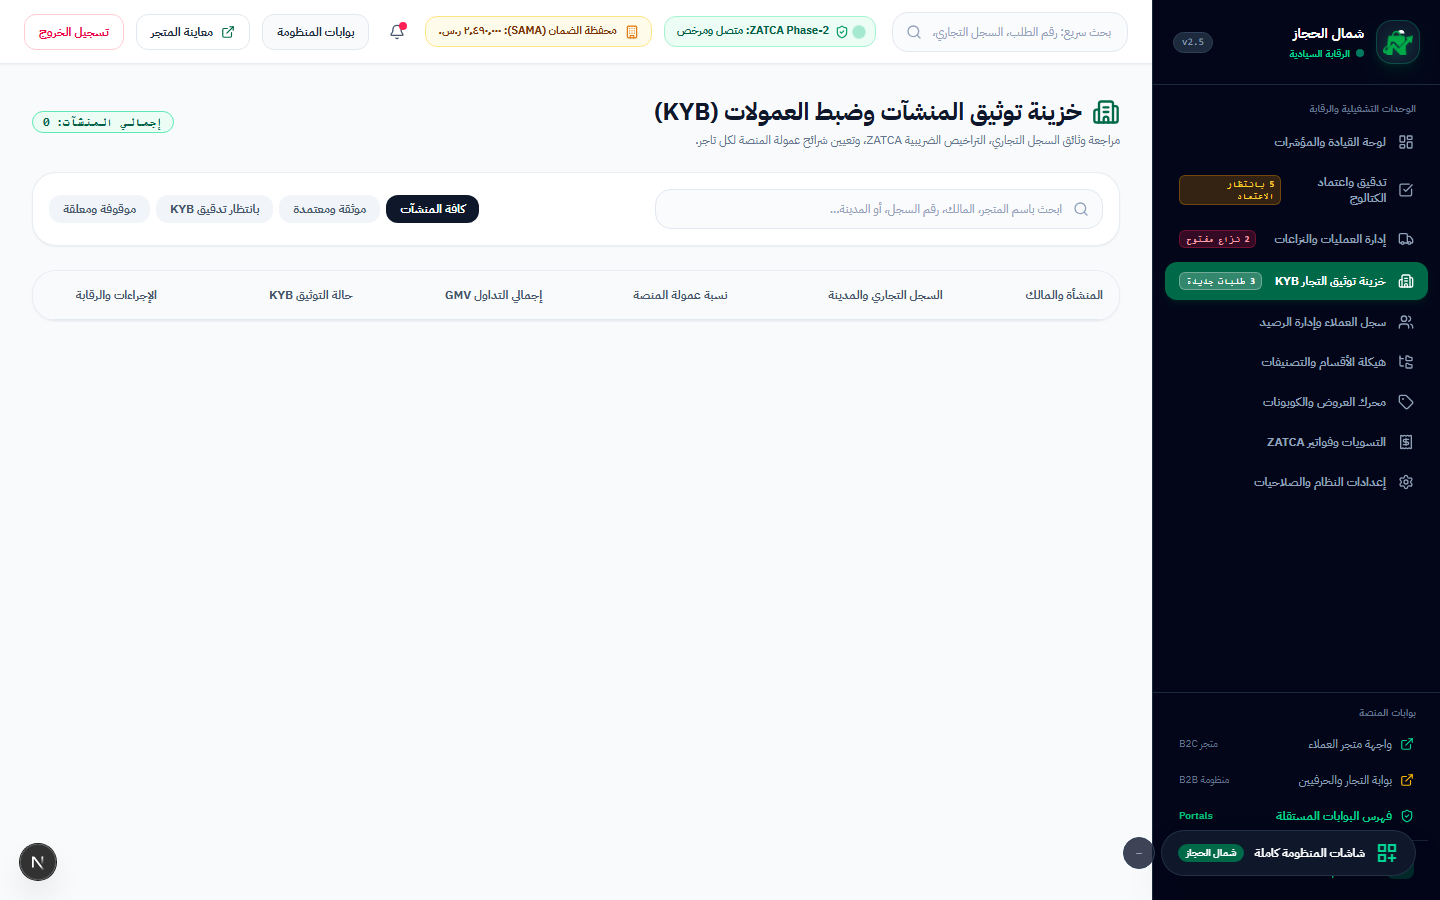 شمال الحجاز
الرقابة السيادية
v2.5
بحث سريع: رقم الطلب، السجل التجاري،
ZATCA Phase-2: متصل ومرخص
محفظة الضمان (SAMA): ٢,٤٩٠,٠٠٠ ر.س.
بوابات المنظومة
معاينة المتجر
تسجيل الخروج
الوحدات التشغيلية والرقابة
لوحة القيادة والمؤشرات
تدقيق واعتماد الكتالوج
5 بانتظار الاعتماد
إدارة العمليات والنزاعات
2 نزاع مفتوح
خزينة توثيق التجار KYB
3 طلبات جديدة
سجل العملاء وإدارة الرصيد
هيكلة الأقسام والتصنيفات
محرك العروض والكوبونات
التسويات وفواتير ZATCA
إعدادات النظام والصلاحيات
بوابات المنصة
واجهة متجر العملاء
متجر B2C
بوابة التجار والحرفيين
منظومة B2B
فهرس البوابات المستقلة
Portals
شاشات المنظومة كاملة
شمال الحجاز
خزينة توثيق المنشآت وضبط العمولات (KYB)
مراجعة وثائق السجل التجاري، التراخيص الضريبية ZATCA، وتعيين شرائح عمولة المنصة لكل تاجر.
إجمالي المنشآت: 0
ابحث باسم المتجر، المالك، رقم السجل، أو المدينة...
كافة المنشآت
موثقة ومعتمدة
بانتظار تدقيق KYB
موقوفة ومعلقة
المنشأة والمالك
السجل التجاري والمدينة
نسبة عمولة المنصة
إجمالي التداول GMV
حالة التوثيق KYB
الإجراءات والرقابة
N